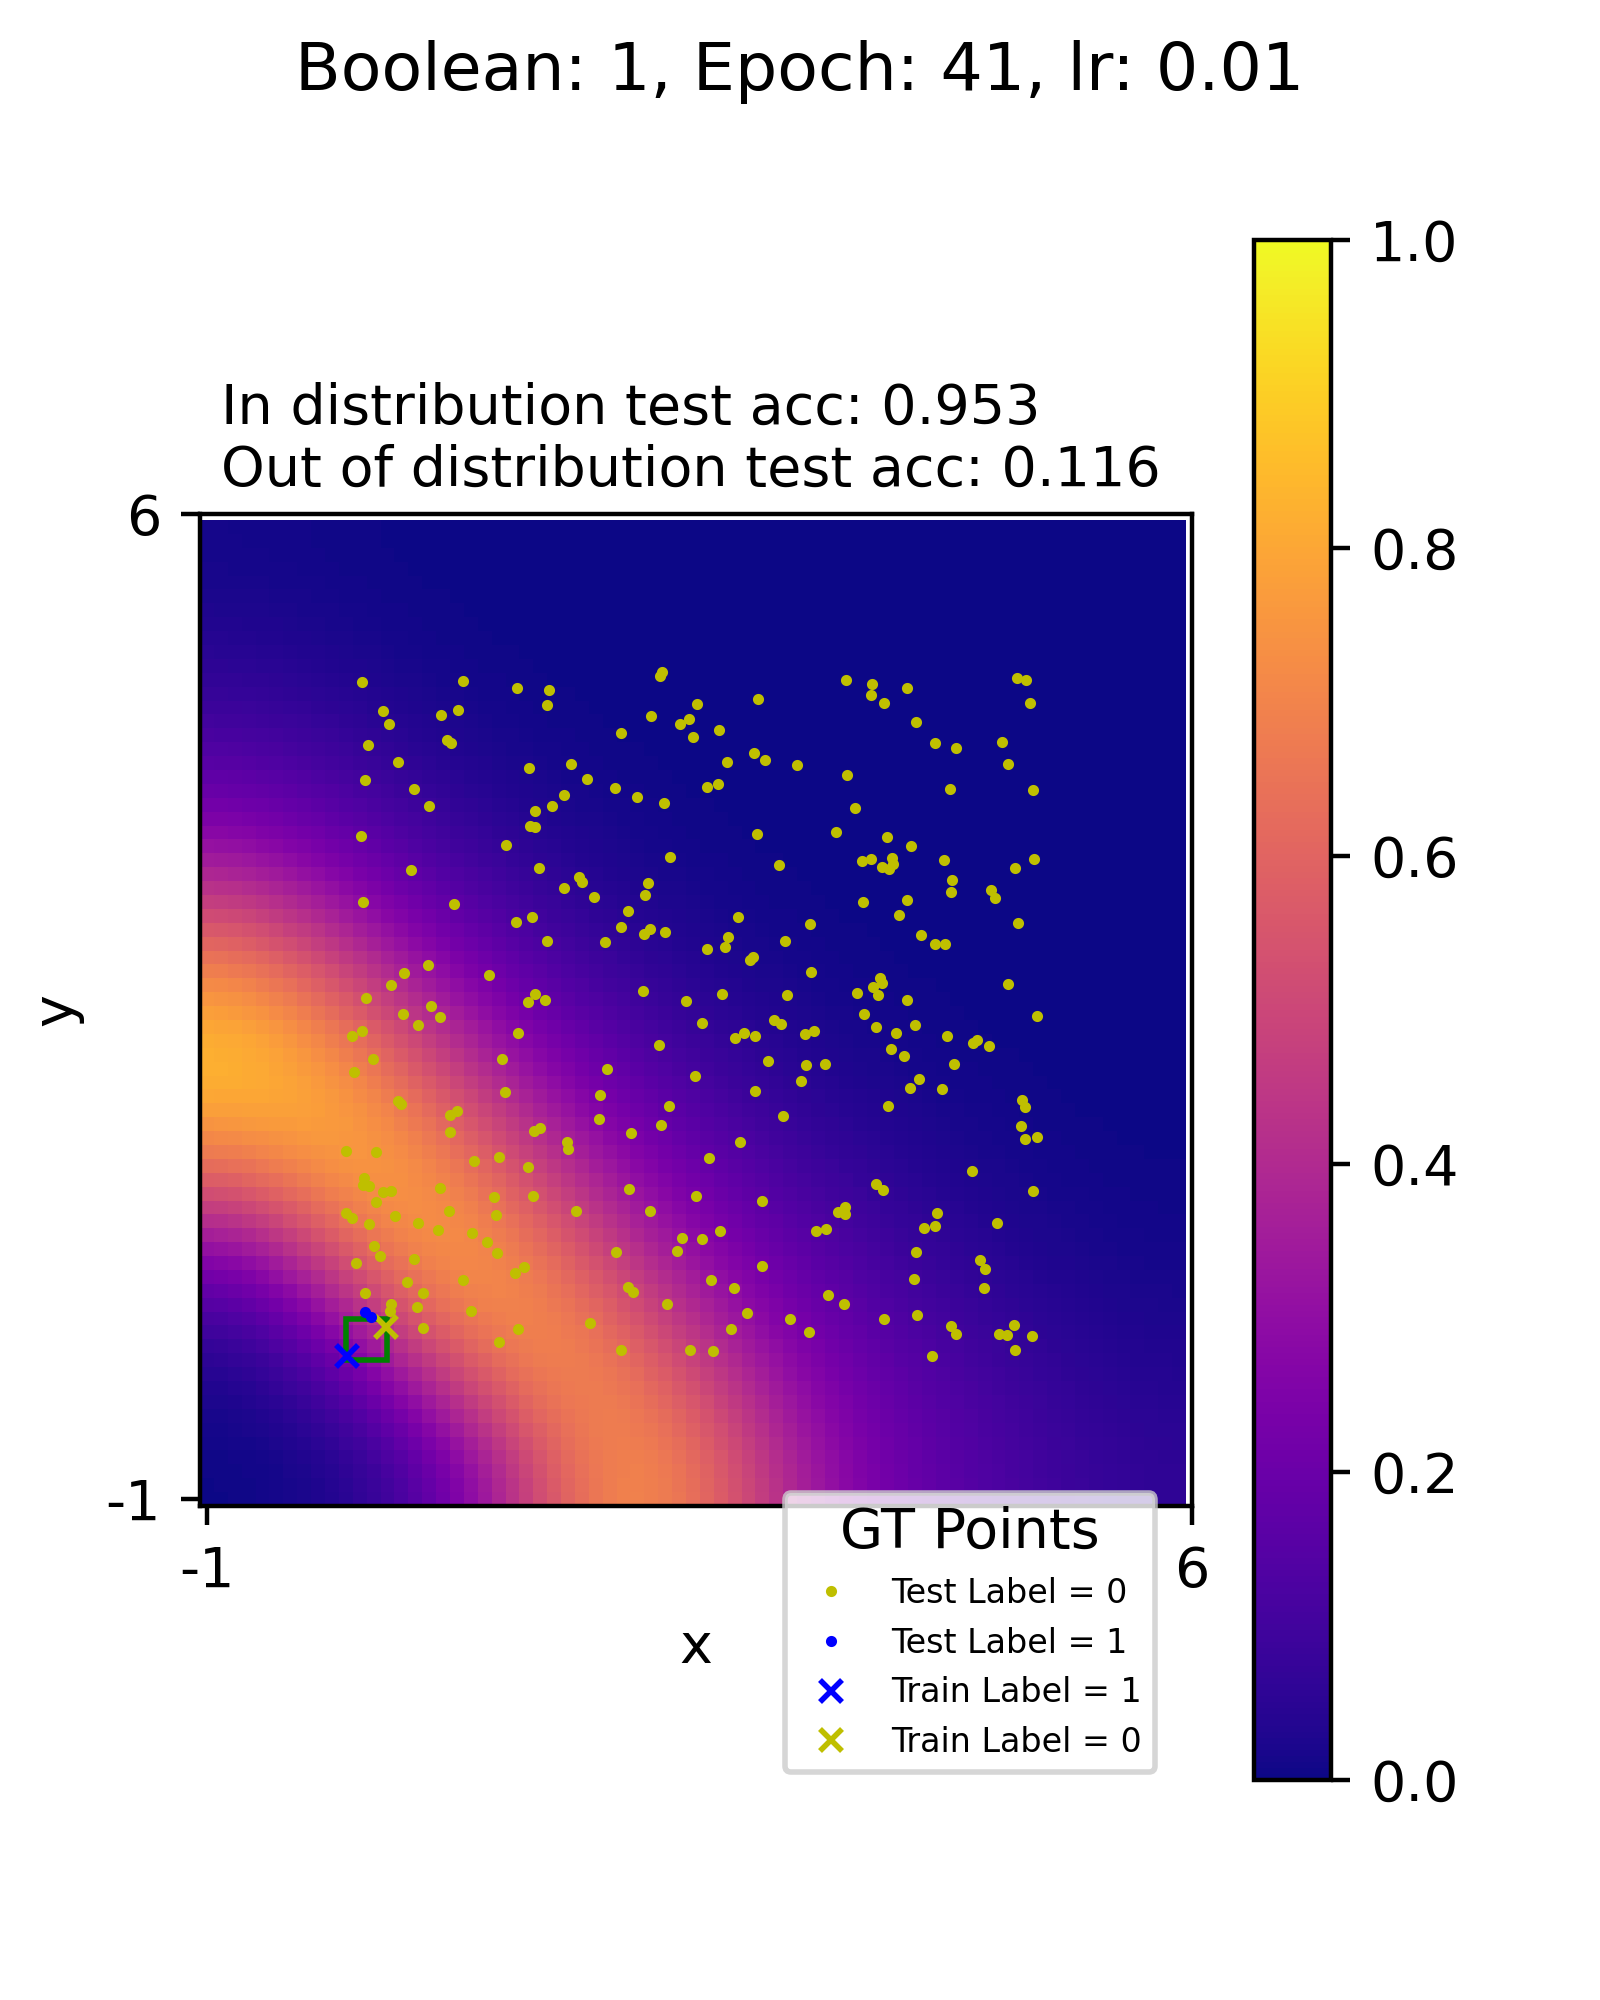 Boolean: 1, Epoch: 41, lr: 0.01
In distribution test acc: 0.953
Out of distribution test acc: 0.116
6
y
-1
-1
6
x
GT Points
Test Label = 0
Test Label = 1
Train Label = 1
Train Label = 0
1.0
0.8
0.6
0.4
0.2
0.0